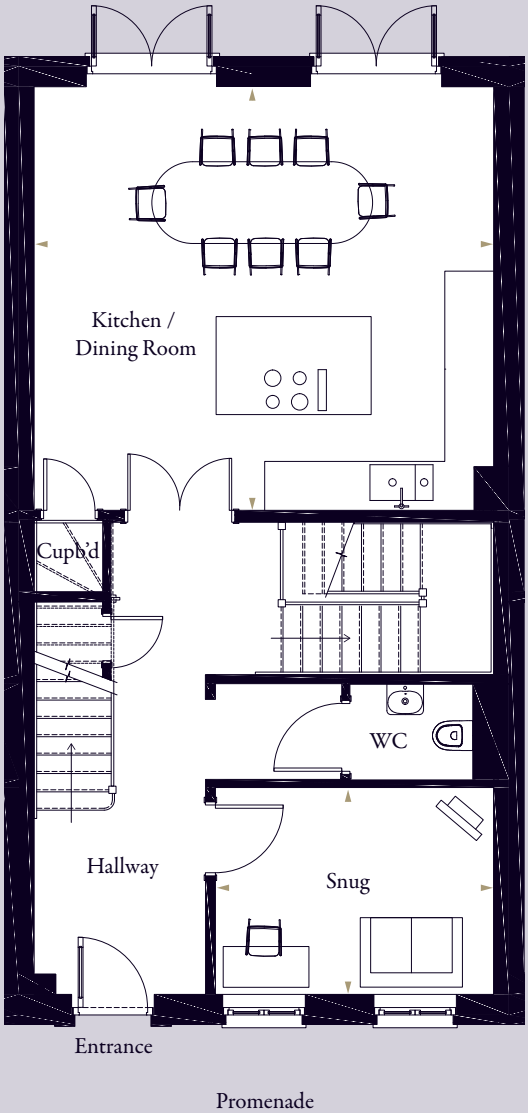 Kitchen /
Dining Room
Cupb’d
WC
Hallway
Snug
Entrance
Promenade